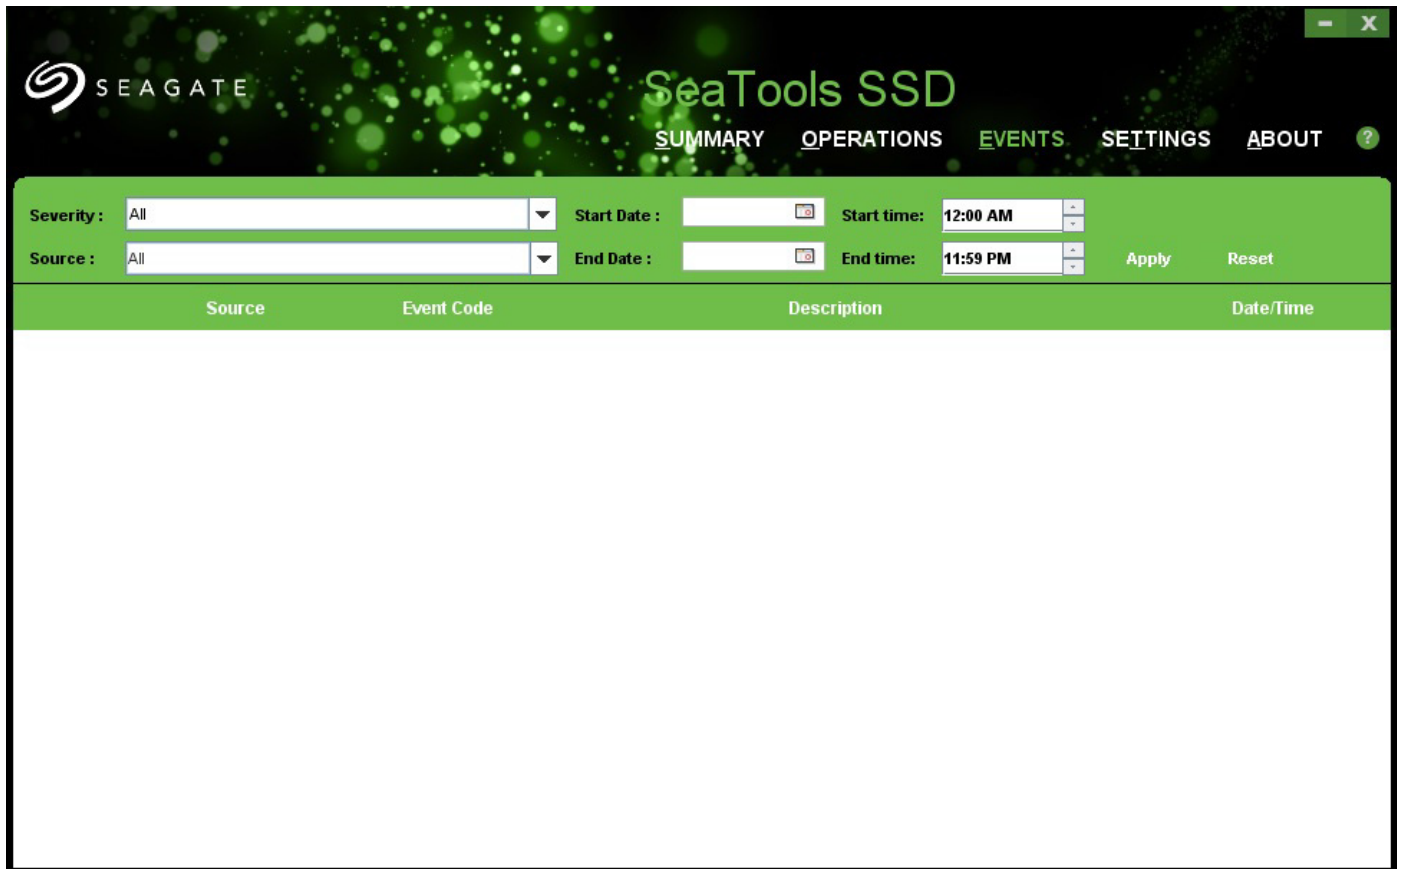 SEAGATE
SeaTools SSD
- X
SUMMARY OPERATIONS EVENTS SETTINGS ABOUT ?
Severity : All Start Date : Start time: 12:00 AM
Source : All End Date : End time: 11:59 PM Apply Reset
Source Event Code Description Date/Time